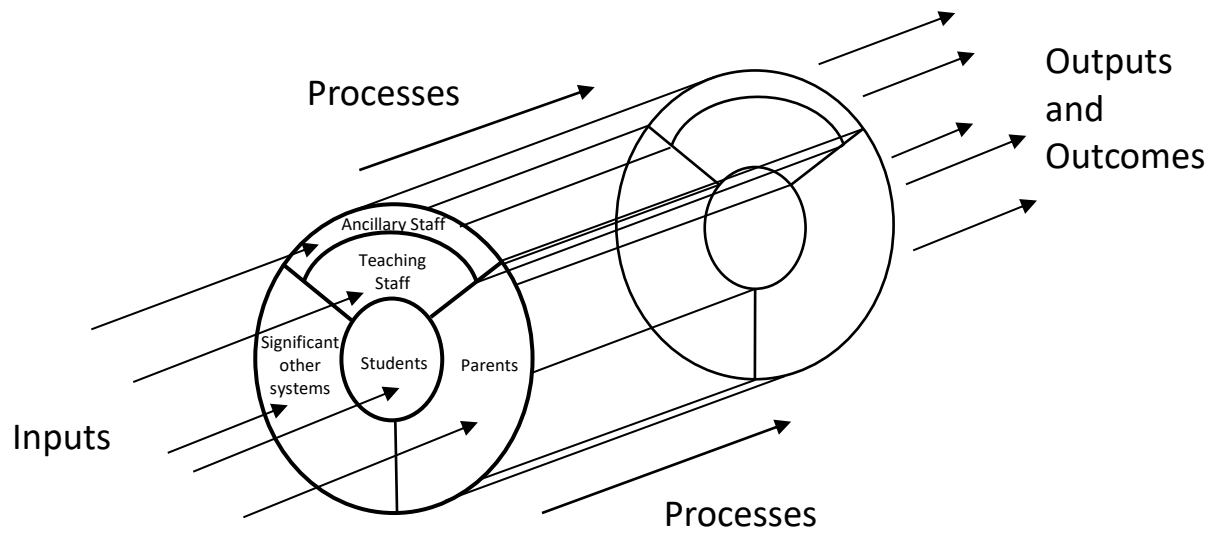 Processes
Outputs
and
Outcomes
Ancillary Staff
Teaching
Staff
Significant
other
systems
Students
Parents
Inputs
Processes